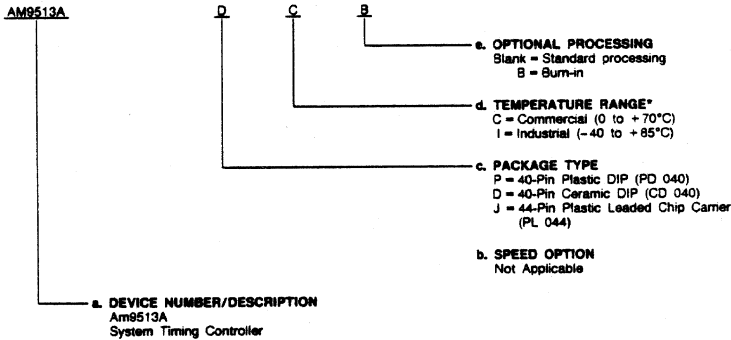 AM9513A D C B
e. OPTIONAL PROCESSING
Blank = Standard processing
B = Burn-in
d. TEMPERATURE RANGE*
C = Commercial (0 to +70°C)
I = Industrial (-40 to +85°C)
c. PACKAGE TYPE
P = 40-Pin Plastic DIP (PD 040)
D = 40-Pin Ceramic DIP (CD 040)
J = 44-Pin Plastic Leaded Chip Carrier
(PL 044)
b. SPEED OPTION
Not Applicable
a. DEVICE NUMBER/DESCRIPTION
Am9513A
System Timing Controller